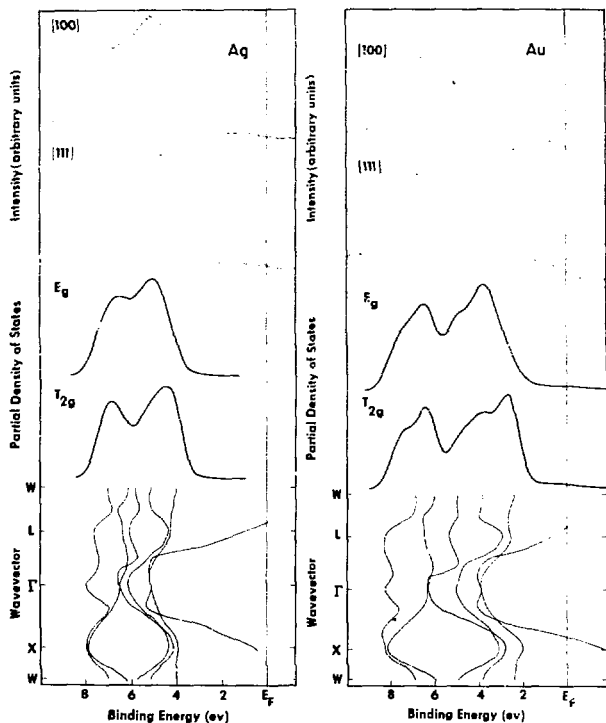 [100]
Ag
Intensity (arbitrary units)
[111]
Eg
Partial Density of States
T2g
W
L
Γ
X
W
Wavevector
8 6 4 EF
Binding Energy (ev)
[100]
Au
Intensity (arbitrary units)
[111]
Eg
Partial Density of States
T2g
W
L
Γ
X
W
Wavevector
8 6 4 2 EF
Binding Energy (ev)